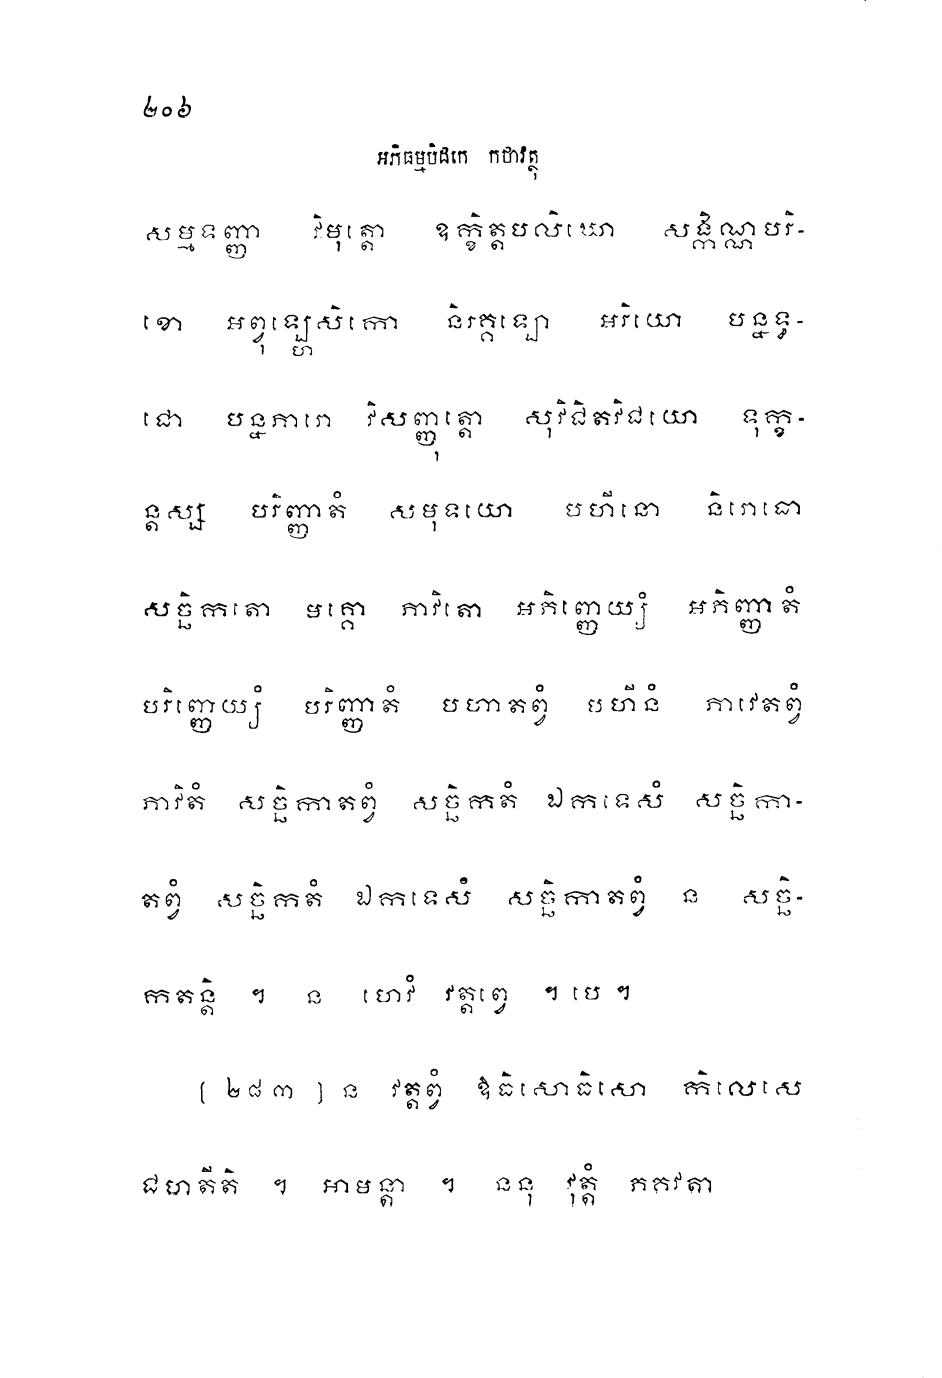 ២០៦
អភិធម្មបិដកេ កថាវត្ថុ
សម្មទញ្ញា វិមុត្តោ ឧក្ខិត្តបលិឃោ សង្កិណ្ណបរិ-
ខោ អព្វុឡ្ហេសិកោ និរគ្គឡោ អរិយោ បន្នទ្ធ-
ជោ បន្នភារោ វិសញ្ញុត្តោ សុវិជិតវិជយោ ទុក្ខ-
ន្តស្ស បរិញ្ញាតំ សមុទយោ បហីនោ និរោធោ
សច្ឆិកតោ មគ្គោ ភាវិតោ អភិញ្ញេយ្យំ អភិញ្ញាតំ
បរិញ្ញេយ្យំ បរិញ្ញាតំ បហាតព្វំ បហីនំ ភាវេតព្វំ
ភាវិតំ សច្ឆិកាតព្វំ សច្ឆិកតំ ឯកទេសំ សច្ឆិកា-
តព្វំ សច្ឆិកតំ ឯកទេសំ សច្ឆិកាតព្វំ ន សច្ឆិ-
កតន្តិ ។ ន ហេវំ វត្តព្វេ ។ បេ ។
[ ២៨៣ ] ន វត្តព្វំ ឱធិសោធិសោ កិលេសេ
ជហតីតិ ។ អាមន្តា ។ ននុ វុត្តំ ភគវតា